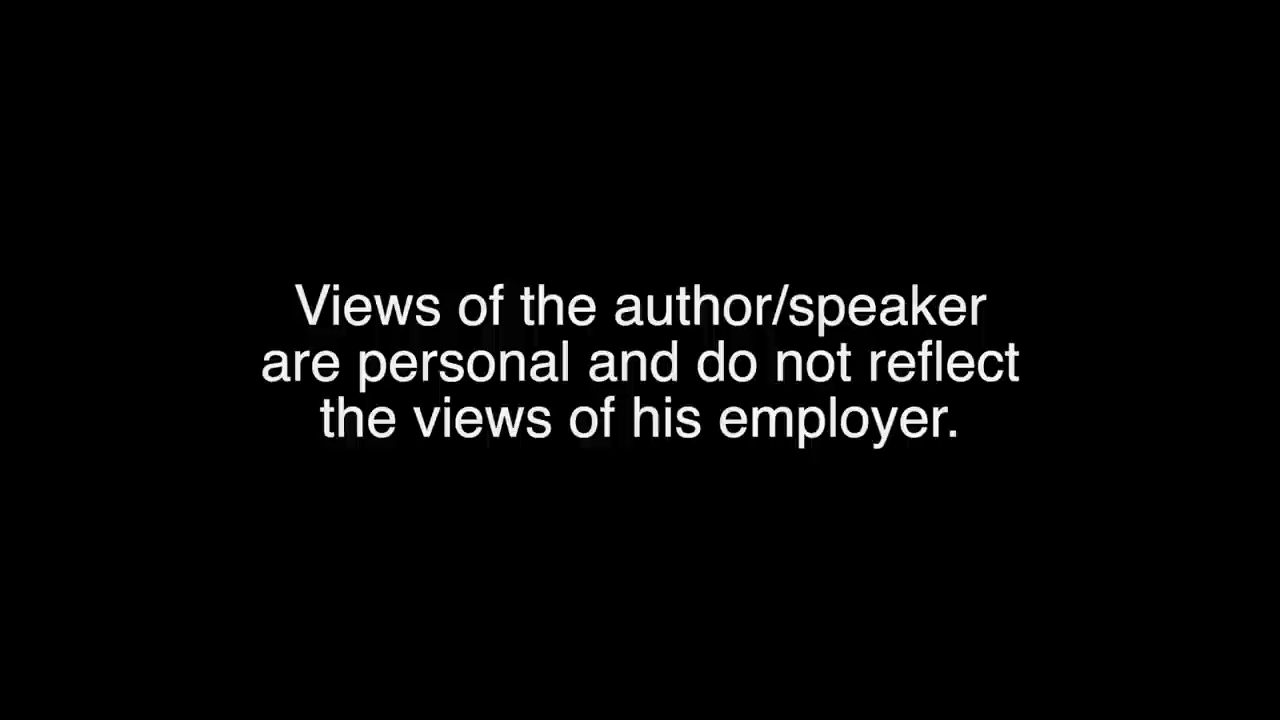 Views of the author/speaker
are personal and do not reflect
the views of his employer.